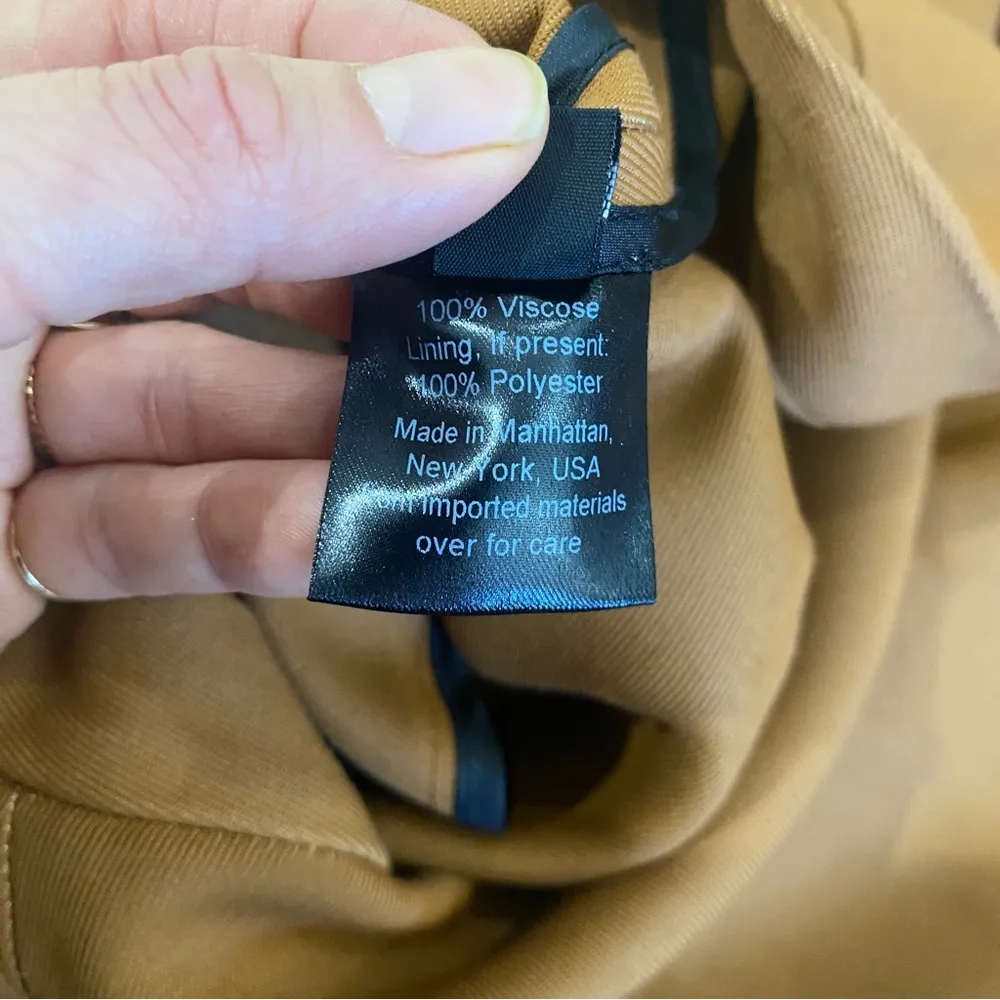 100% Viscose
Lining, If present:
100% Polyester
Made in Manhattan,
New York, USA
imported materials
over for care